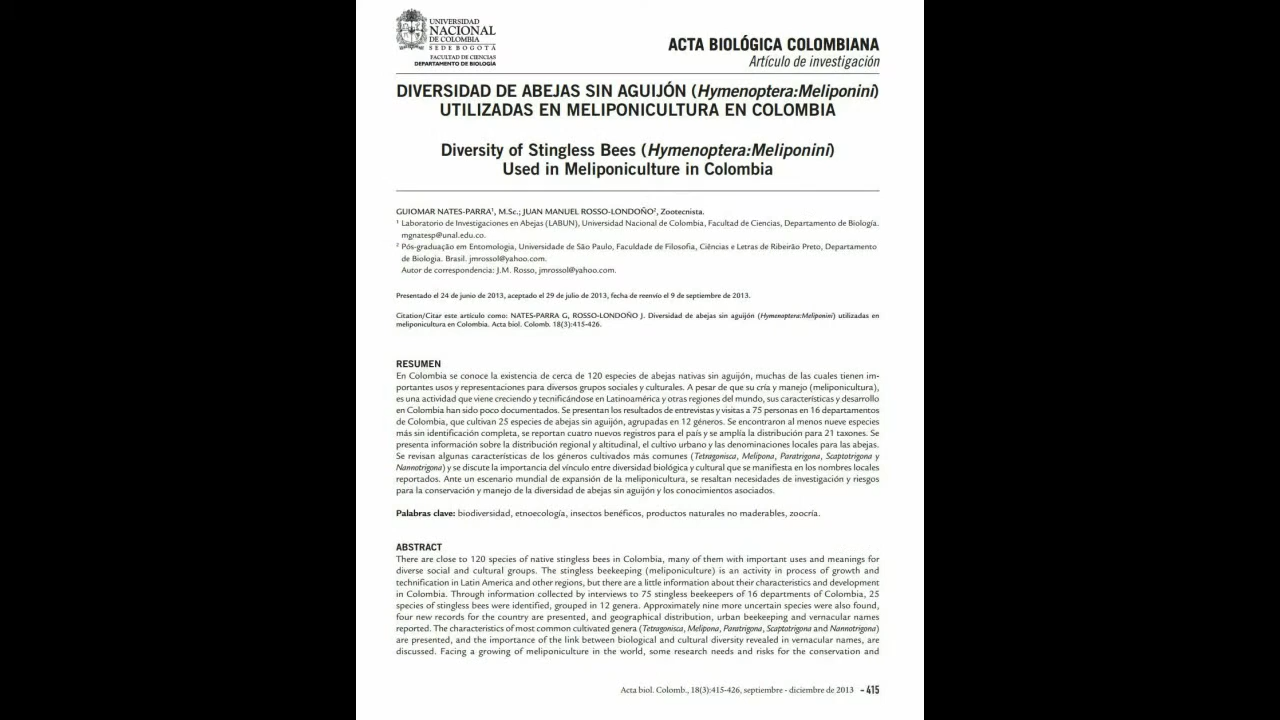 UNIVERSIDAD
NACIONAL
DE COLOMBIA
SEDE BOGOTÁ
FACULTAD DE CIENCIAS
DEPARTAMENTO DE BIOLOGÍA
ACTA BIOLÓGICA COLOMBIANA
Artículo de investigación
DIVERSIDAD DE ABEJAS SIN AGUIJÓN (Hymenoptera:Meliponini)
UTILIZADAS EN MELIPONICULTURA EN COLOMBIA
Diversity of Stingless Bees (Hymenoptera:Meliponini)
Used in Meliponiculture in Colombia
GUIOMAR NATES-PARRA¹, M.Sc.; JUAN MANUEL ROSSO-LONDOÑO², Zootecnista.
¹ Laboratorio de Investigaciones en Abejas (LABUN), Universidad Nacional de Colombia, Facultad de Ciencias, Departamento de Biología.
mgnatesp@unal.edu.co.
² Pós-graduação em Entomologia, Universidade de São Paulo, Faculdade de Filosofia, Ciências e Letras de Ribeirão Preto, Departamento
de Biologia. Brasil. jmrossol@yahoo.com.
Autor de correspondencia: J.M. Rosso, jmrossol@yahoo.com.
Presentado el 24 de junio de 2013, aceptado el 29 de julio de 2013, fecha de reenvío el 9 de septiembre de 2013.
Citation/Citar este artículo como: NATES-PARRA G, ROSSO-LONDOÑO J. Diversidad de abejas sin aguijón (Hymenoptera:Meliponini) utilizadas en
meliponicultura en Colombia. Acta biol. Colomb. 18(3):415-426.
RESUMEN
En Colombia se conoce la existencia de cerca de 120 especies de abejas nativas sin aguijón, muchas de las cuales tienen im-
portantes usos y representaciones para diversos grupos sociales y culturales. A pesar de que su cría y manejo (meliponicultura),
es una actividad que viene creciendo y tecnificándose en Latinoamérica y otras regiones del mundo, sus características y desarrollo
en Colombia han sido poco documentados. Se presentan los resultados de entrevistas y visitas a 75 personas en 16 departamentos
de Colombia, que cultivan 25 especies de abejas sin aguijón, agrupadas en 12 géneros. Se encontraron al menos nueve especies
más sin identificación completa, se reportan cuatro nuevos registros para el país y se amplía la distribución para 21 taxones. Se
presenta información sobre la distribución regional y altitudinal, el cultivo urbano y las denominaciones locales para las abejas.
Se revisan algunas características de los géneros cultivados más comunes (Tetragonisca, Melipona, Paratrigona, Scaptotrigona y
Nannotrigona) y se discute la importancia del vínculo entre diversidad biológica y cultural que se manifiesta en los nombres locales
reportados. Ante un escenario mundial de expansión de la meliponicultura, se resaltan necesidades de investigación y riesgos
para la conservación y manejo de la diversidad de abejas sin aguijón y los conocimientos asociados.
Palabras clave: biodiversidad, etnoecología, insectos benéficos, productos naturales no maderables, zoocría.
ABSTRACT
There are close to 120 species of native stingless bees in Colombia, many of them with important uses and meanings for
diverse social and cultural groups. The stingless beekeeping (meliponiculture) is an activity in process of growth and
technification in Latin America and other regions, but there are a little information about their characteristics and development
in Colombia. Through information collected by interviews to 75 stingless beekeepers of 16 departments of Colombia, 25
species of stingless bees were identified, grouped in 12 genera. Approximately nine more uncertain species were also found,
four new records for the country are presented, and geographical distribution, urban beekeeping and vernacular names
reported. The characteristics of most common cultivated genera (Tetragonisca, Melipona, Paratrigona, Scaptotrigona and Nannotrigona)
are presented, and the importance of the link between biological and cultural diversity revealed in vernacular names, are
discussed. Facing a growing of meliponiculture in the world, some research needs and risks for the conservation and
Acta biol. Colomb., 18(3):415-426, septiembre - diciembre de 2013 - 415